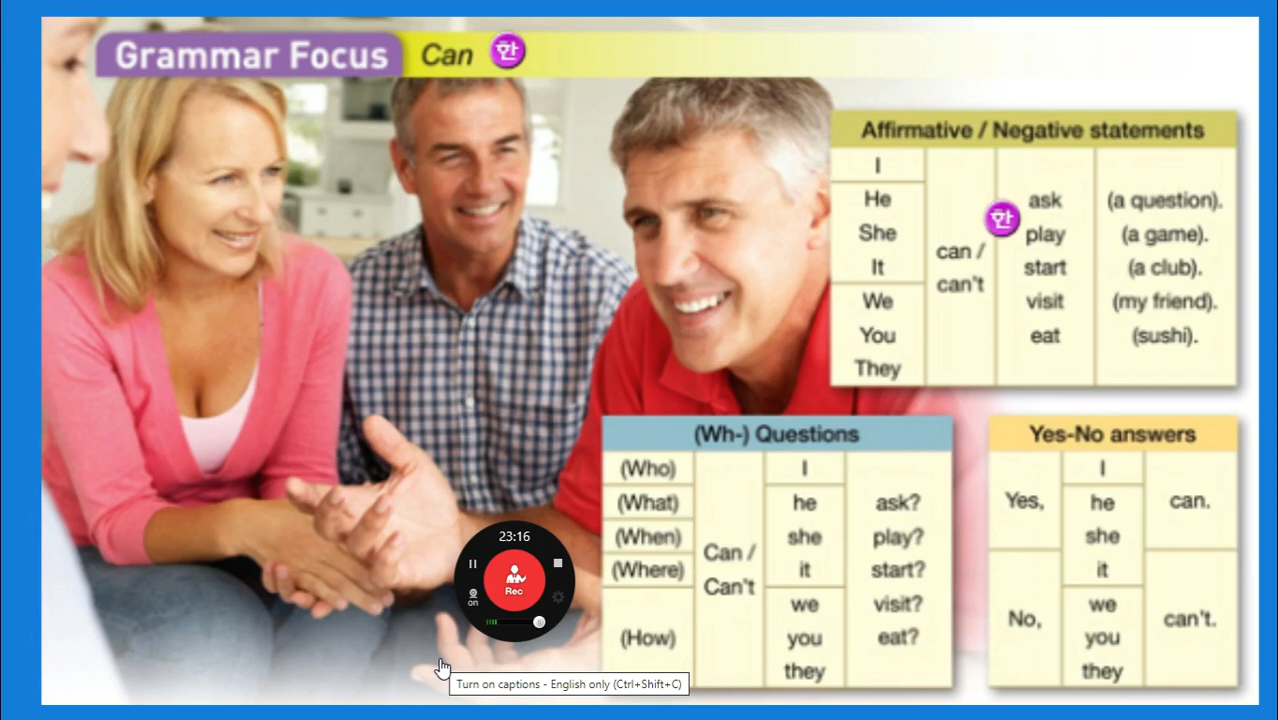 Grammar Focus Can 한
Affirmative / Negative statements
I
He
She
It
We
You
They
can /
can't
한
ask
play
start
visit
eat
(a question).
(a game).
(a club).
(my friend).
(sushi).
(Wh-) Questions
(Who)
(What)
(When)
(Where)
(How)
Can /
Can't
I
he
she
it
we
you
they
ask?
play?
start?
visit?
eat?
Yes-No answers
Yes,
No,
I
he
she
it
we
you
they
can.
can't.
23:16
Rec
on
Turn on captions - English only (Ctrl+Shift+C)